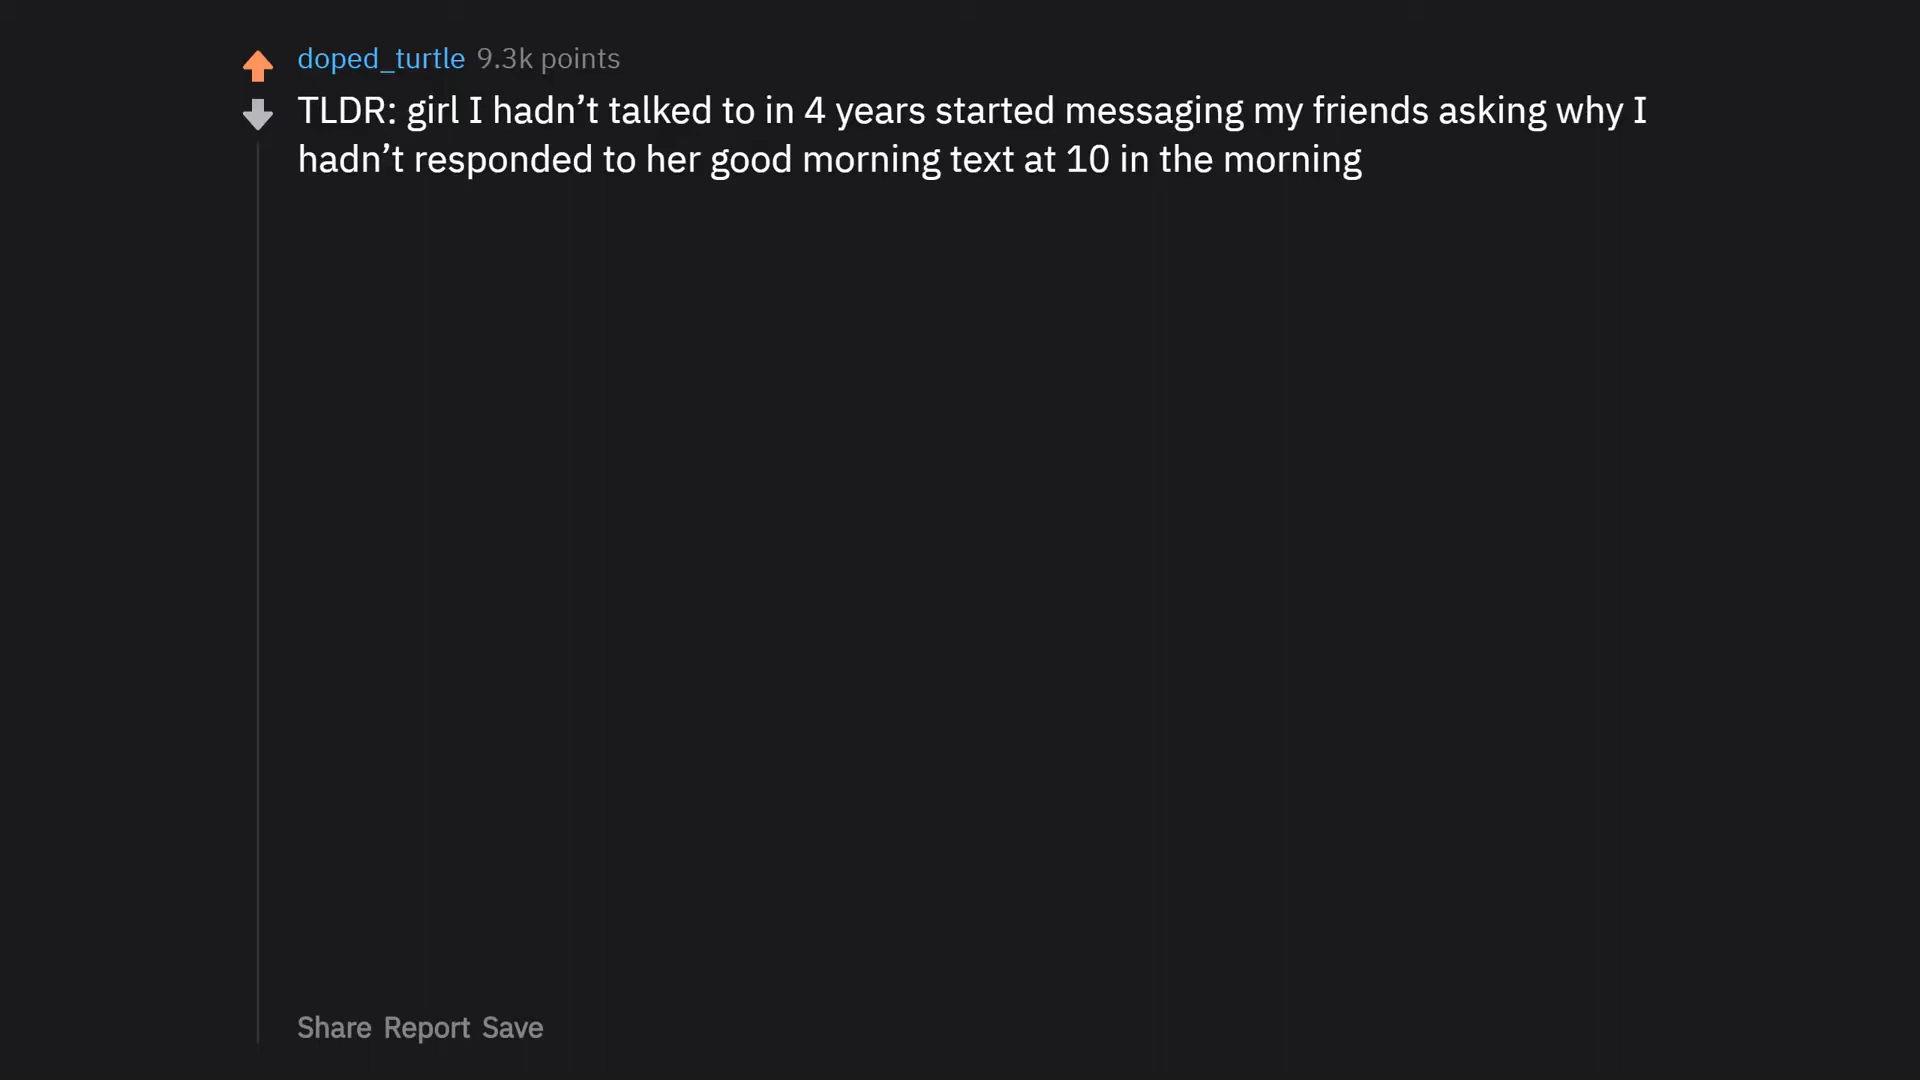 doped_turtle 9.3k points
TLDR: girl I hadn’t talked to in 4 years started messaging my friends asking why I
hadn’t responded to her good morning text at 10 in the morning
Share Report Save